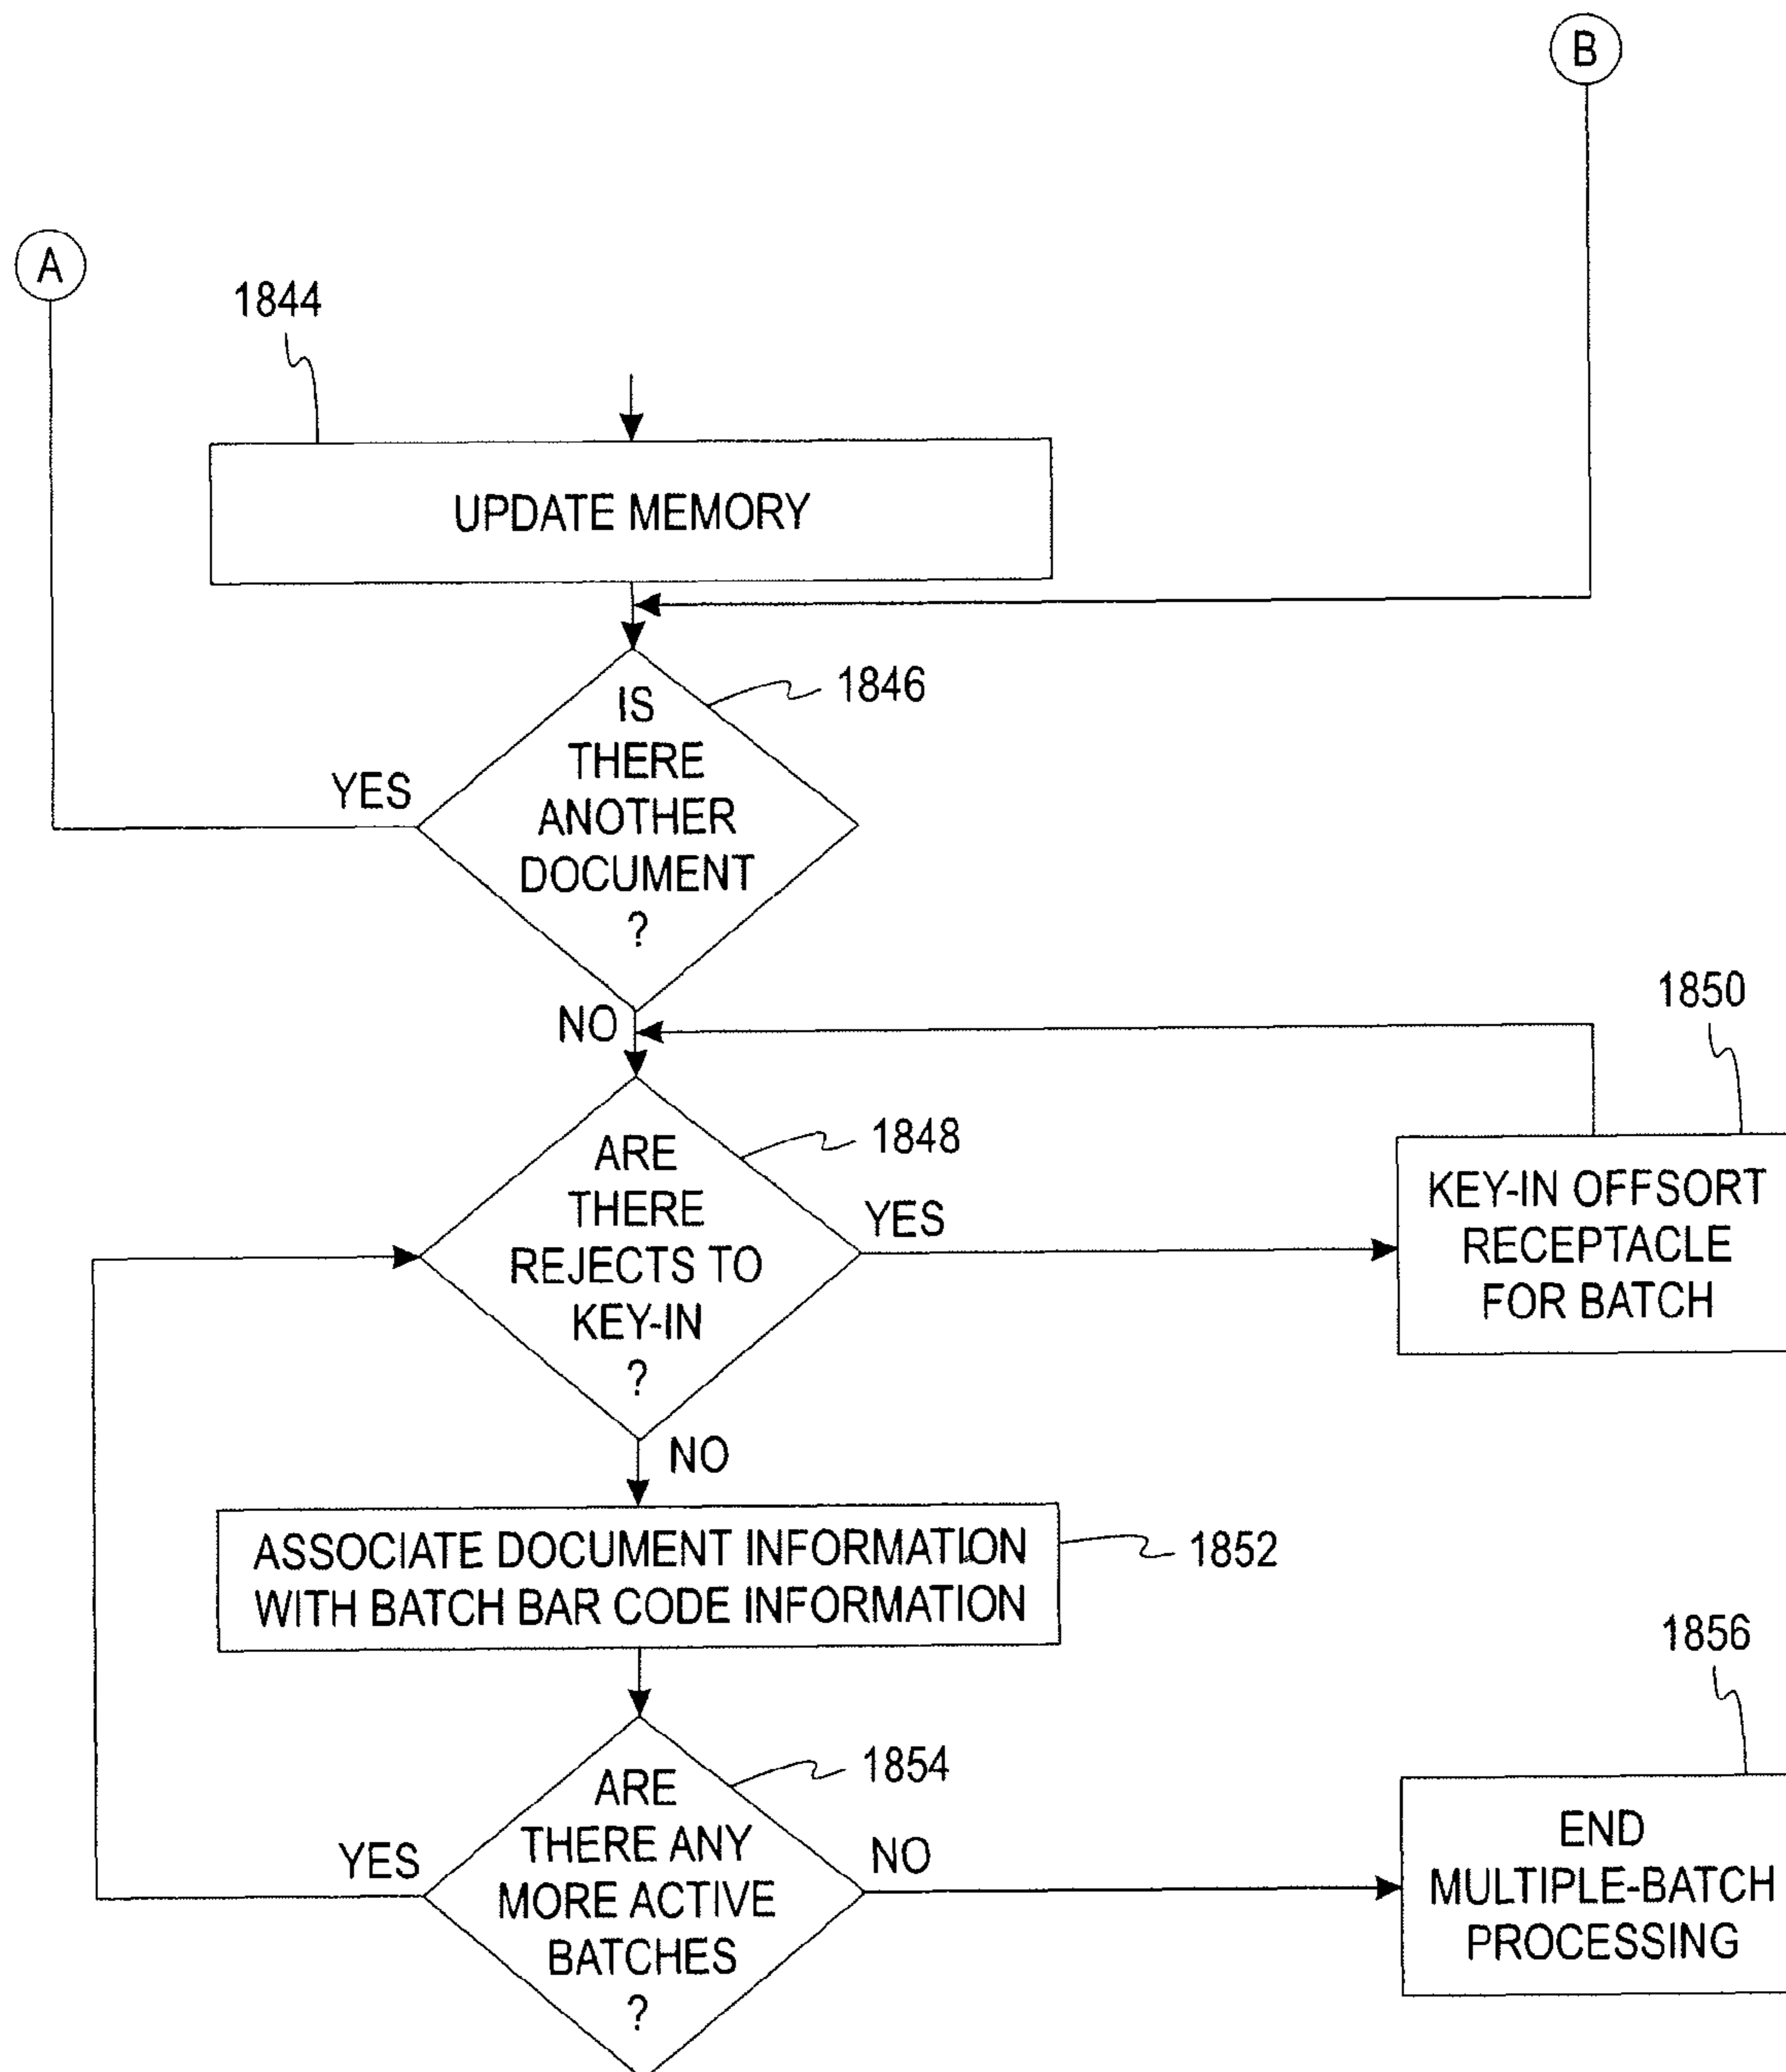 B
A
1844
UPDATE MEMORY
1846
IS
THERE
ANOTHER
DOCUMENT
?
YES
NO
1850
1848
ARE
THERE
REJECTS TO
KEY-IN
?
YES
KEY-IN OFFSORT
RECEPTACLE
FOR BATCH
NO
ASSOCIATE DOCUMENT INFORMATION
WITH BATCH BAR CODE INFORMATION
1852
1856
1854
ARE
THERE ANY
MORE ACTIVE
BATCHES
?
YES
NO
END
MULTIPLE-BATCH
PROCESSING